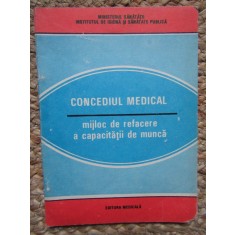 MINISTERUL SĂNĂTĂȚII
INSTITUTUL DE IGIENĂ ȘI SĂNĂTATE PUBLICĂ
CONCEDIUL MEDICAL
mijloc de refacere
a capacității de muncă
EDITURA MEDICALĂ